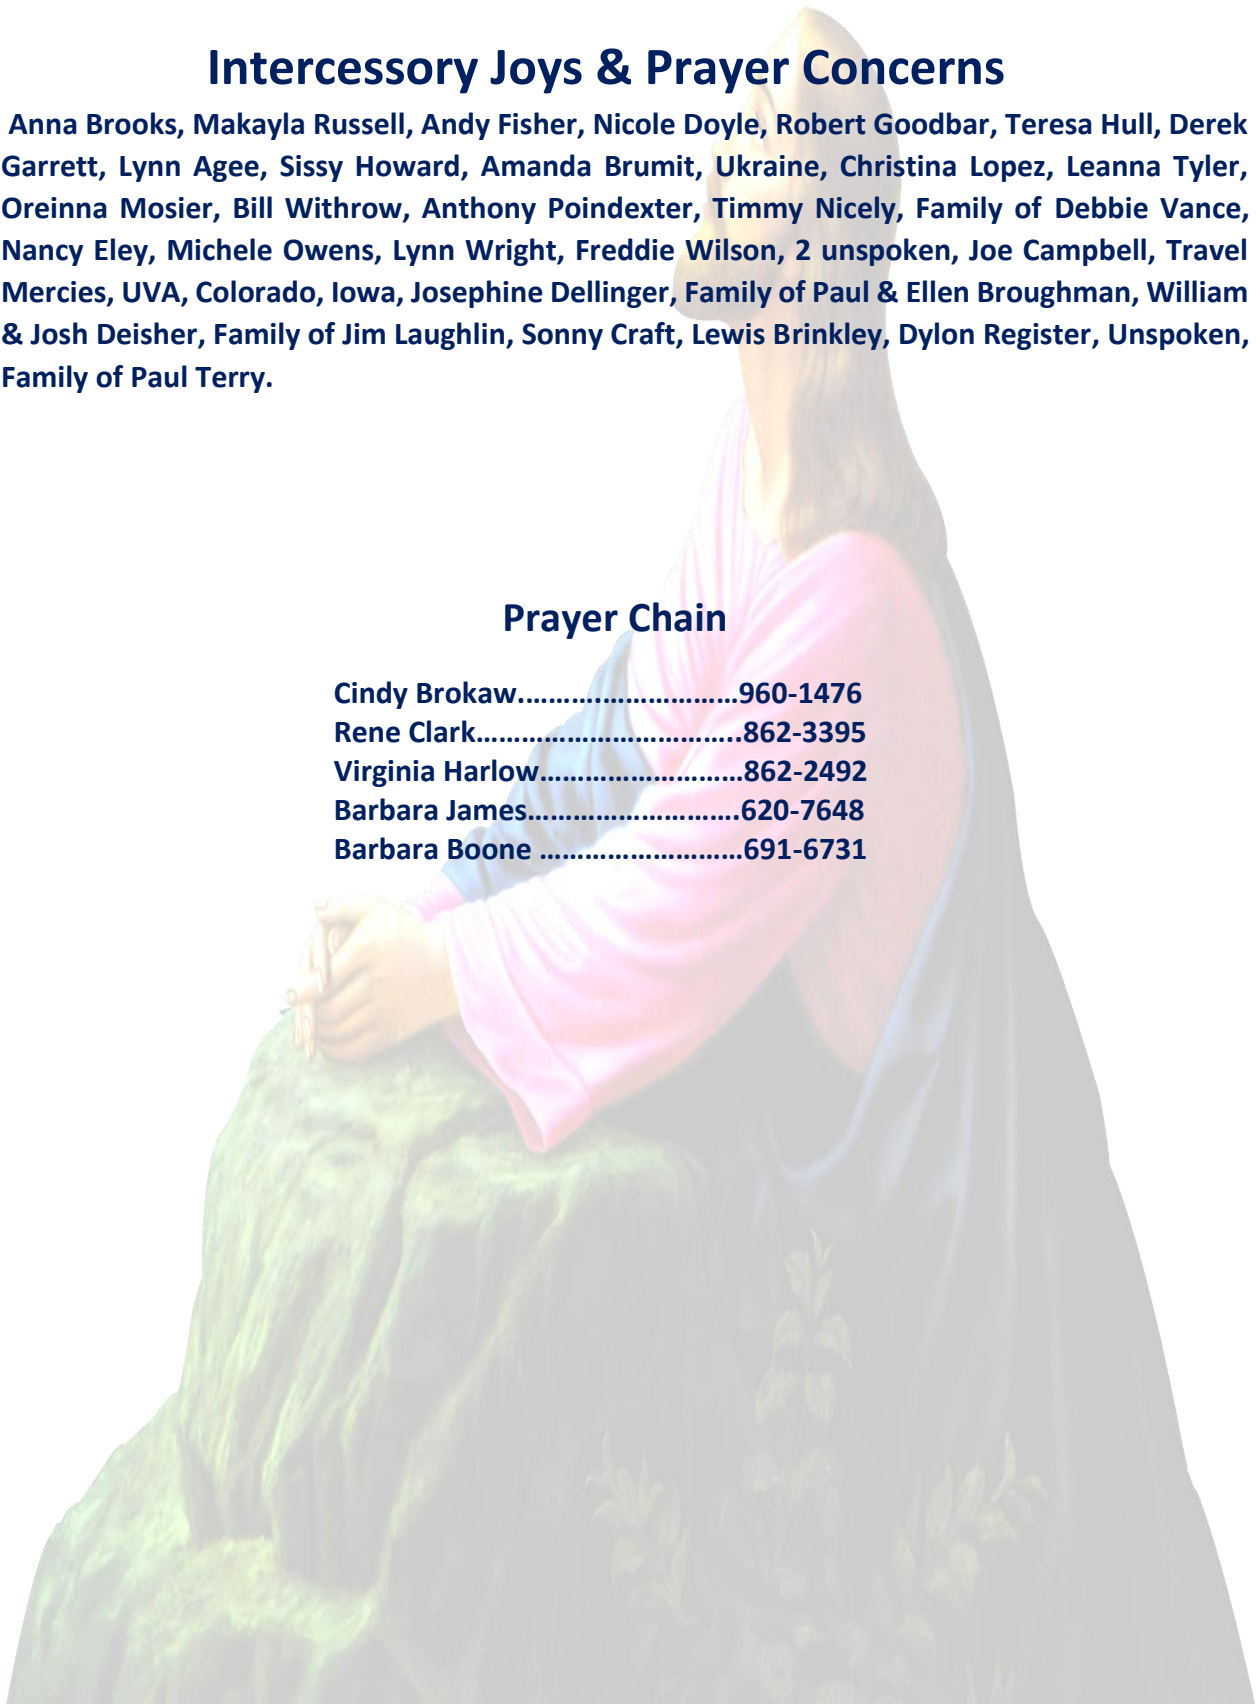 Intercessory Joys & Prayer Concerns
Anna Brooks, Makayla Russell, Andy Fisher, Nicole Doyle, Robert Goodbar, Teresa Hull, Derek
Garrett, Lynn Agee, Sissy Howard, Amanda Brumit, Ukraine, Christina Lopez, Leanna Tyler,
Oreinna Mosier, Bill Withrow, Anthony Poindexter, Timmy Nicely, Family of Debbie Vance,
Nancy Eley, Michele Owens, Lynn Wright, Freddie Wilson, 2 unspoken, Joe Campbell, Travel
Mercies, UVA, Colorado, Iowa, Josephine Dellinger, Family of Paul & Ellen Broughman, William
& Josh Deisher, Family of Jim Laughlin, Sonny Craft, Lewis Brinkley, Dylon Register, Unspoken,
Family of Paul Terry.
Prayer Chain
Cindy Brokaw.………………………960-1476
Rene Clark……………………………..862-3395
Virginia Harlow………………………862-2492
Barbara James……………………….620-7648
Barbara Boone ………………………691-6731